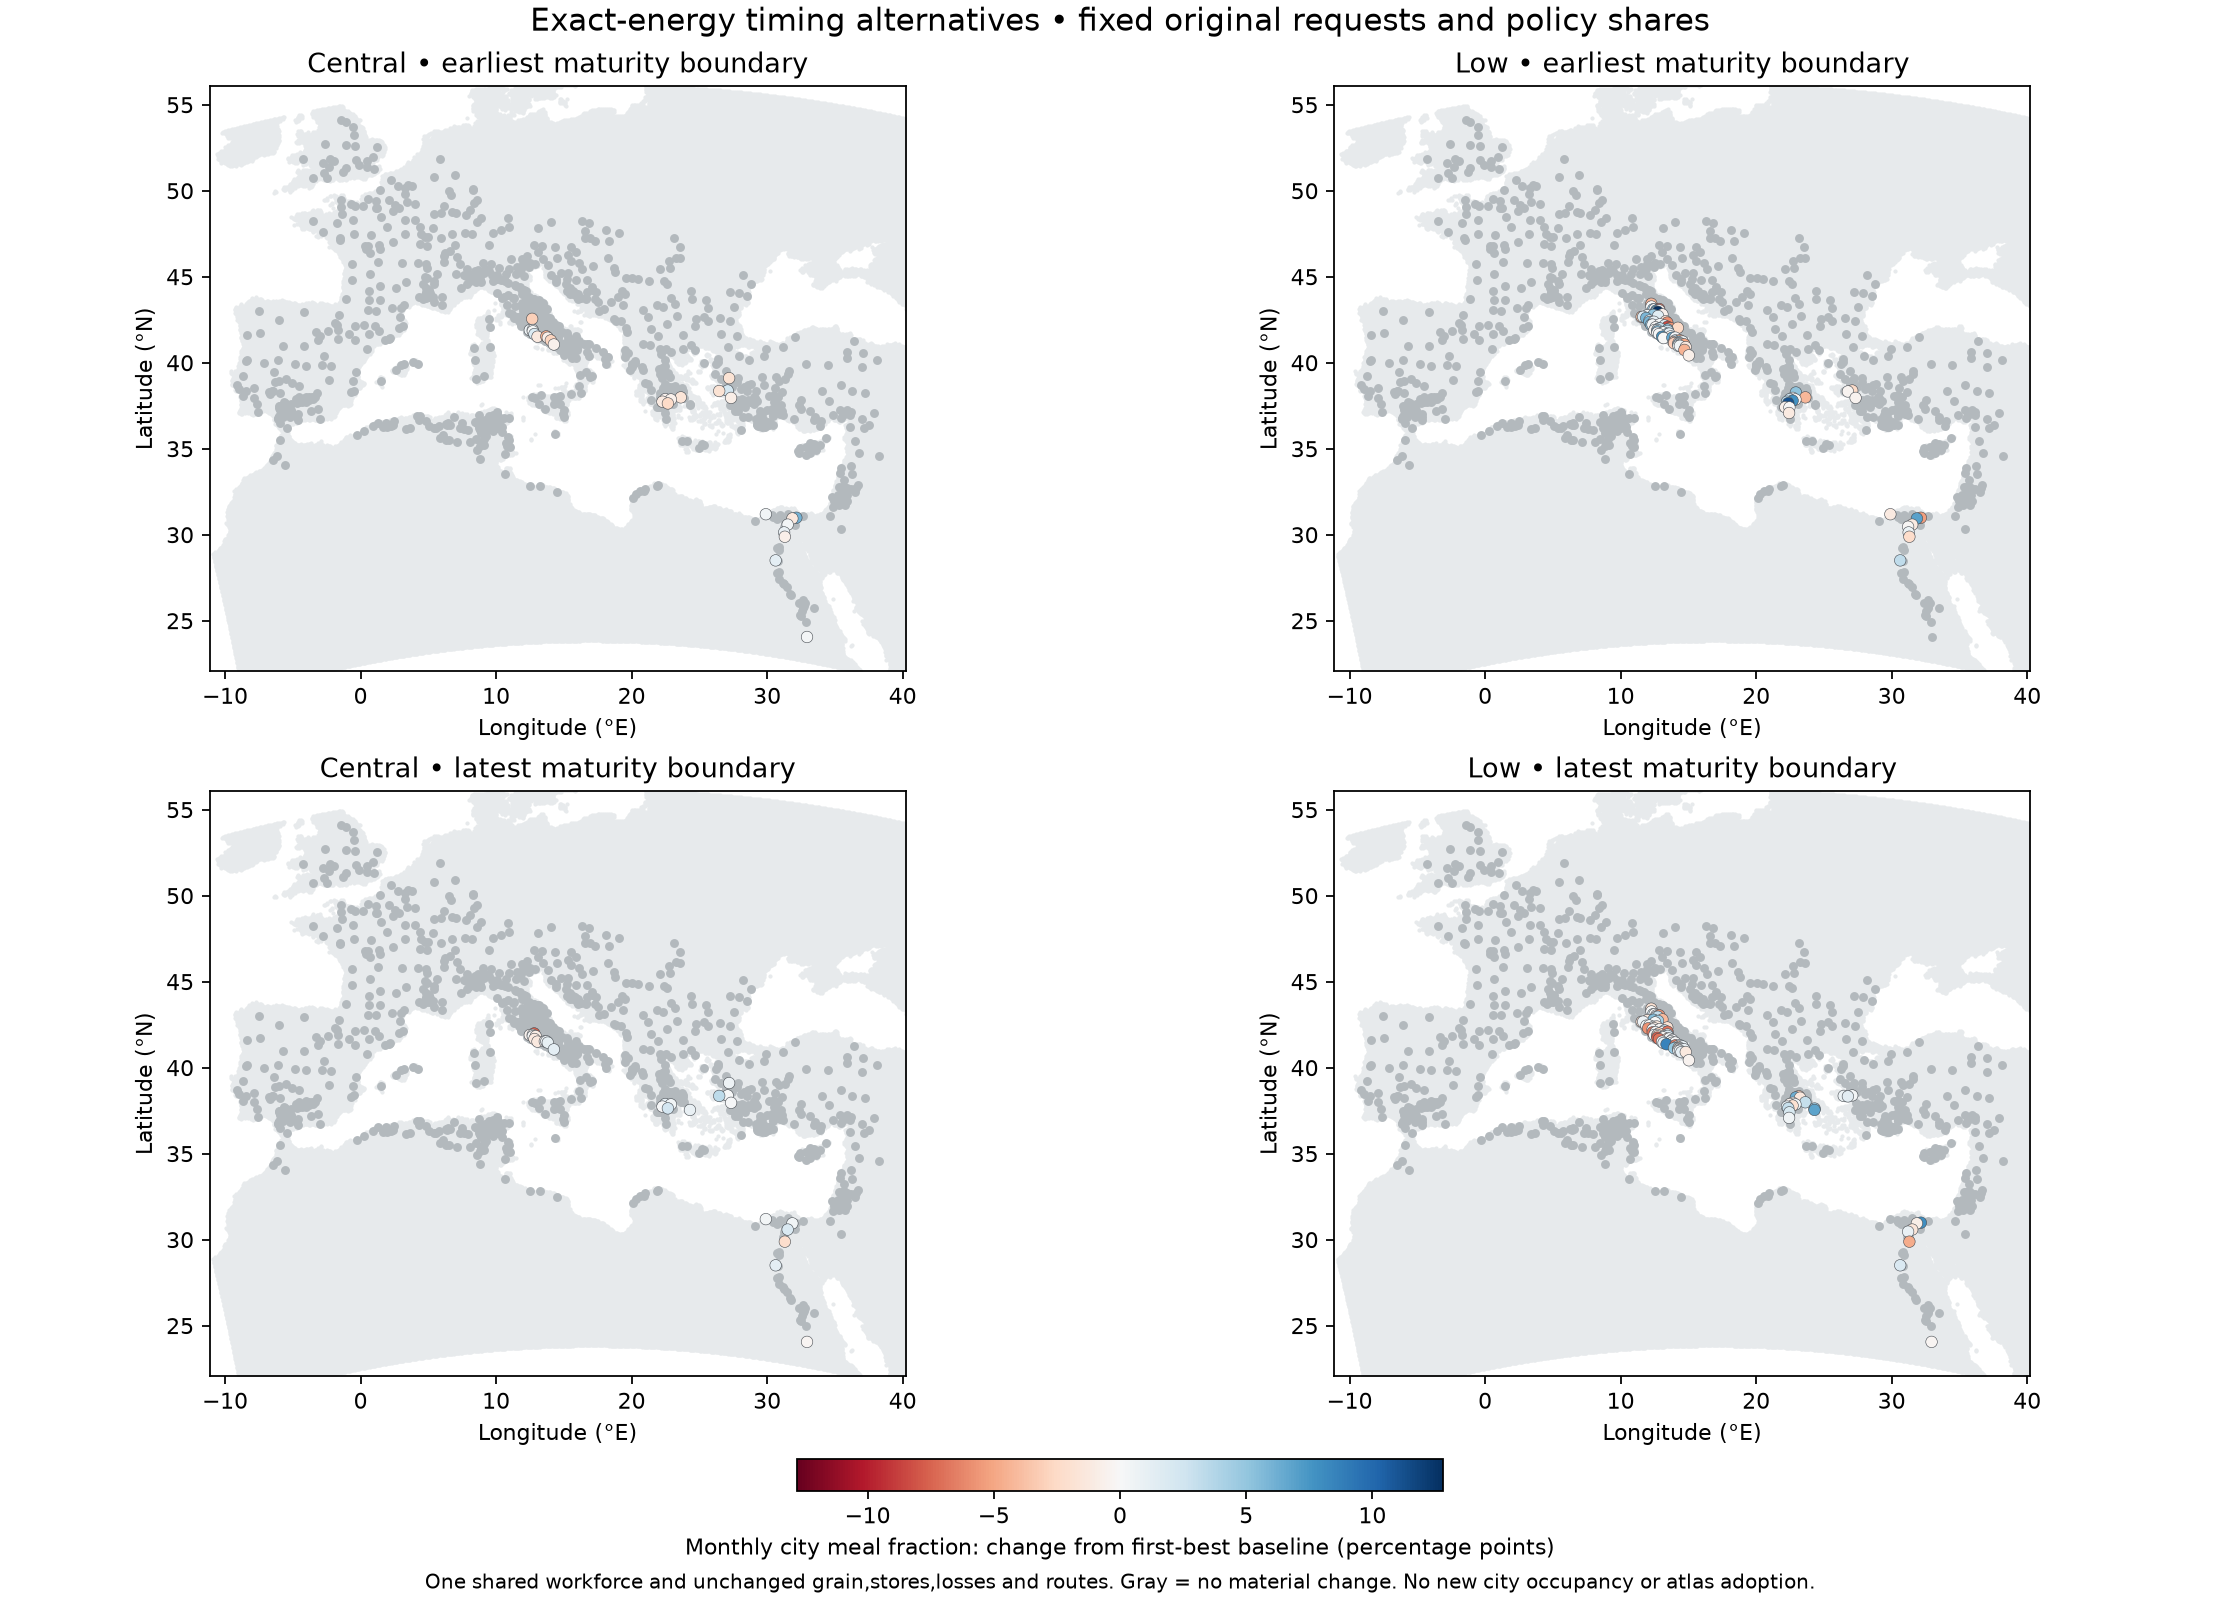 Exact-energy timing alternatives • fixed original requests and policy shares
Central • earliest maturity boundary
Low • earliest maturity boundary
55
50
45
40
35
30
25
Latitude (°N)
−10 0 10 20 30 40
Longitude (°E)
55
50
45
40
35
30
25
Latitude (°N)
−10 0 10 20 30 40
Longitude (°E)
Central • latest maturity boundary
Low • latest maturity boundary
55
50
45
40
35
30
25
Latitude (°N)
−10 0 10 20 30 40
Longitude (°E)
55
50
45
40
35
30
25
Latitude (°N)
−10 0 10 20 30 40
Longitude (°E)
−10 −5 0 5 10
Monthly city meal fraction: change from first-best baseline (percentage points)
One shared workforce and unchanged grain,stores,losses and routes. Gray = no material change. No new city occupancy or atlas adoption.